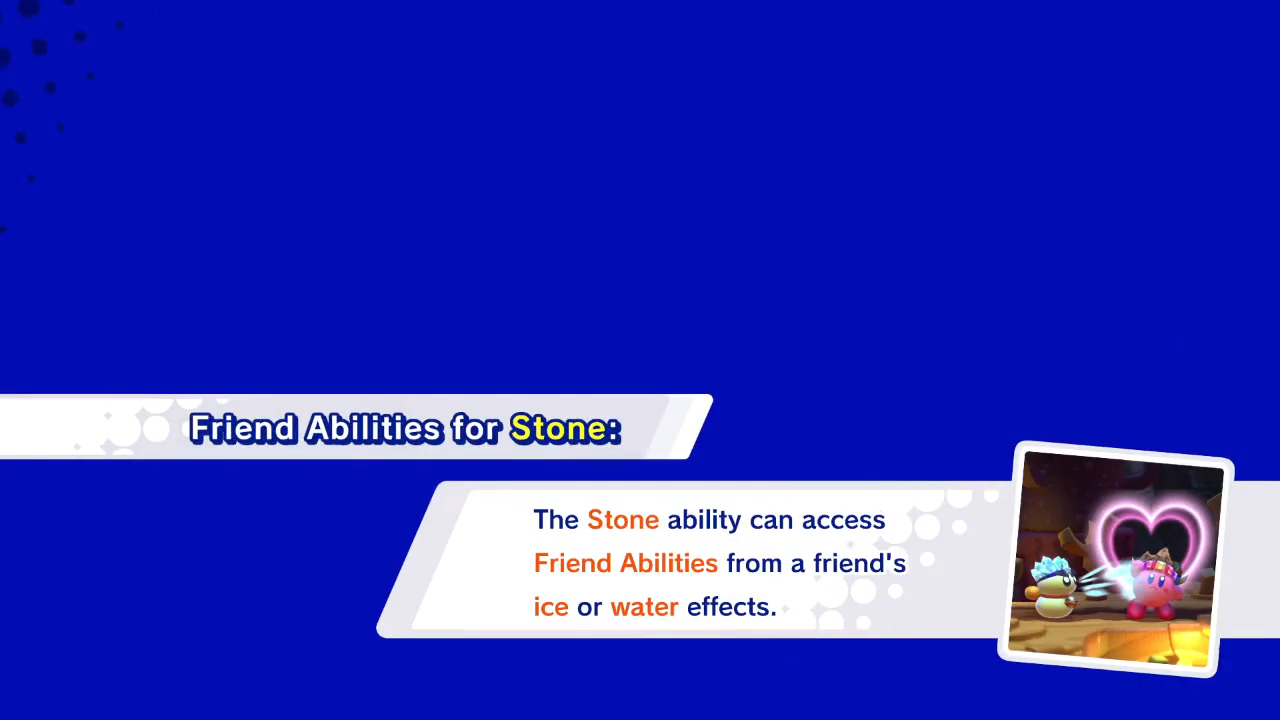 Friend Abilities for Stone:
The Stone ability can access
Friend Abilities from a friend's
ice or water effects.